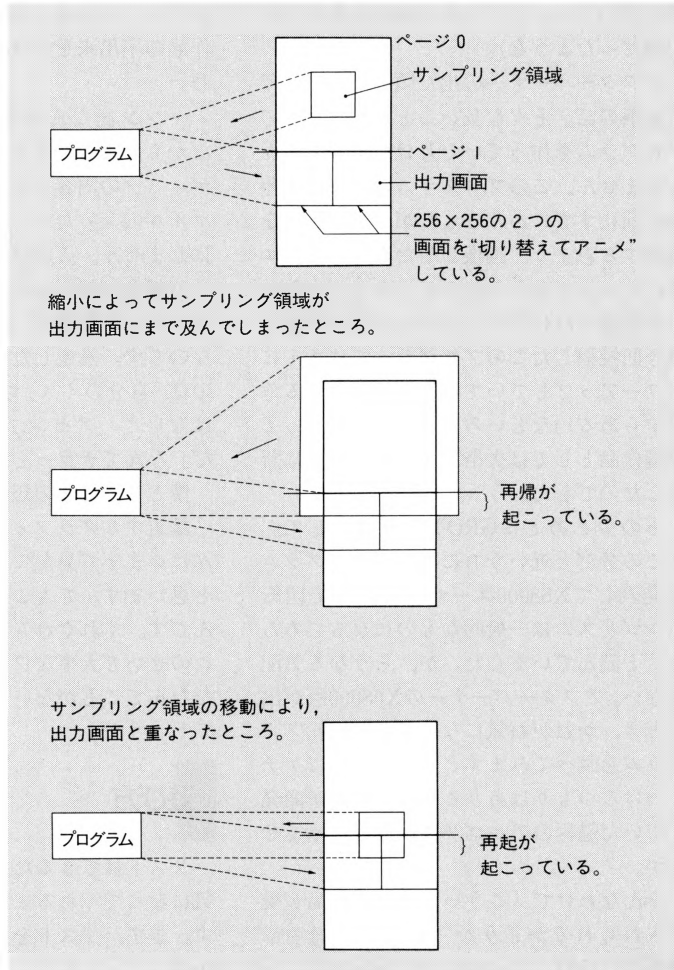 ページ 0
サンプリング領域
プログラム
ページ 1
出力画面
256×256の 2 つの
画面を“切り替えてアニメ”
している。
縮小によってサンプリング領域が
出力画面にまで及んでしまったところ。
プログラム
再帰が
起こっている。
サンプリング領域の移動により,
出力画面と重なったところ。
プログラム
再起が
起こっている。